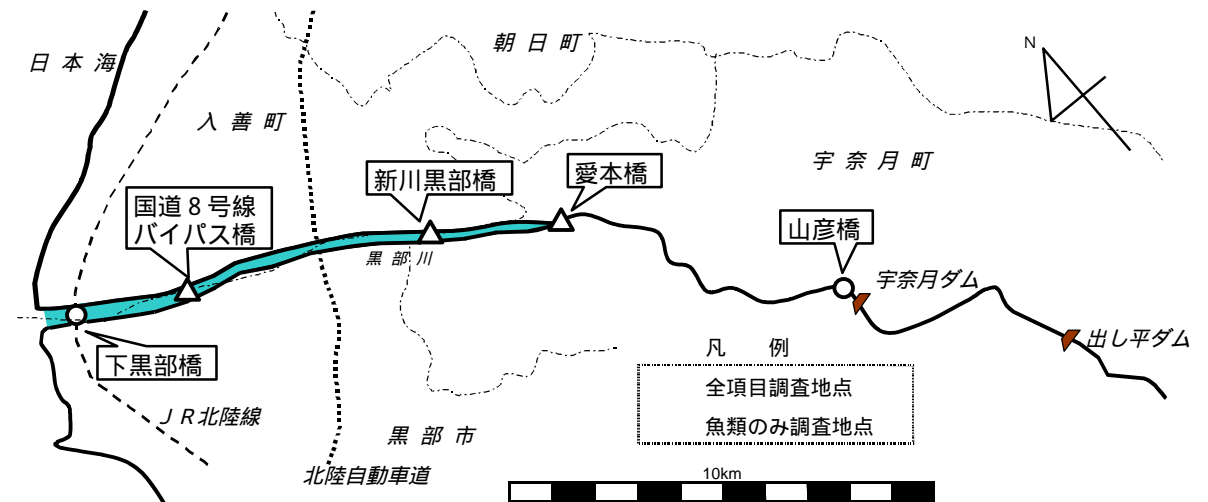 朝日町
N
日本海
入善町
宇奈月町
新川黒部橋
愛本橋
国道８号線
バイパス橋
山彦橋
黒部川
宇奈月ダム
出し平ダム
下黒部橋
凡　例
全項目調査地点
魚類のみ調査地点
ＪＲ北陸線
黒部市
北陸自動車道
10km